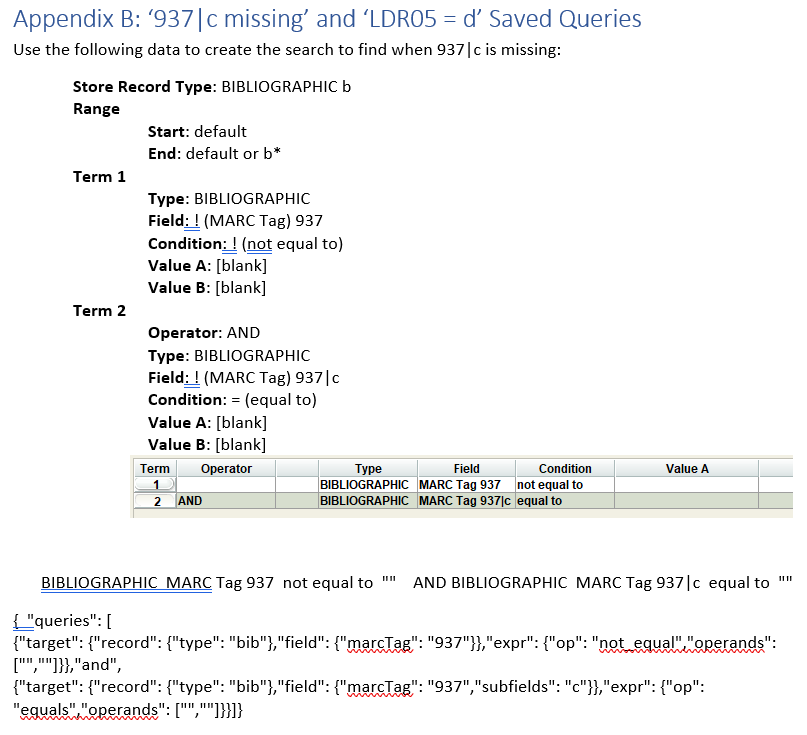 Appendix B: ‘937|c missing’ and ‘LDR05 = d’ Saved Queries
Use the following data to create the search to find when 937|c is missing:
Store Record Type: BIBLIOGRAPHIC b
Range
Start: default
End: default or b*
Term 1
Type: BIBLIOGRAPHIC
Field: ! (MARC Tag) 937
Condition: ! (not equal to)
Value A: [blank]
Value B: [blank]
Term 2
Operator: AND
Type: BIBLIOGRAPHIC
Field: ! (MARC Tag) 937|c
Condition: = (equal to)
Value A: [blank]
Value B: [blank]
Term Operator Type Field Condition Value A
1 BIBLIOGRAPHIC MARC Tag 937 not equal to
2 AND BIBLIOGRAPHIC MARC Tag 937|c equal to
BIBLIOGRAPHIC  MARC Tag 937  not equal to  ""    AND BIBLIOGRAPHIC  MARC Tag 937|c  equal to  ""
{  "queries": [
{"target": {"record": {"type": "bib"},"field": {"marcTag": "937"}},"expr": {"op": "not_equal","operands":
["",""]}},"and",
{"target": {"record": {"type": "bib"},"field": {"marcTag": "937","subfields": "c"}},"expr": {"op":
"equals","operands": ["",""]}}]}